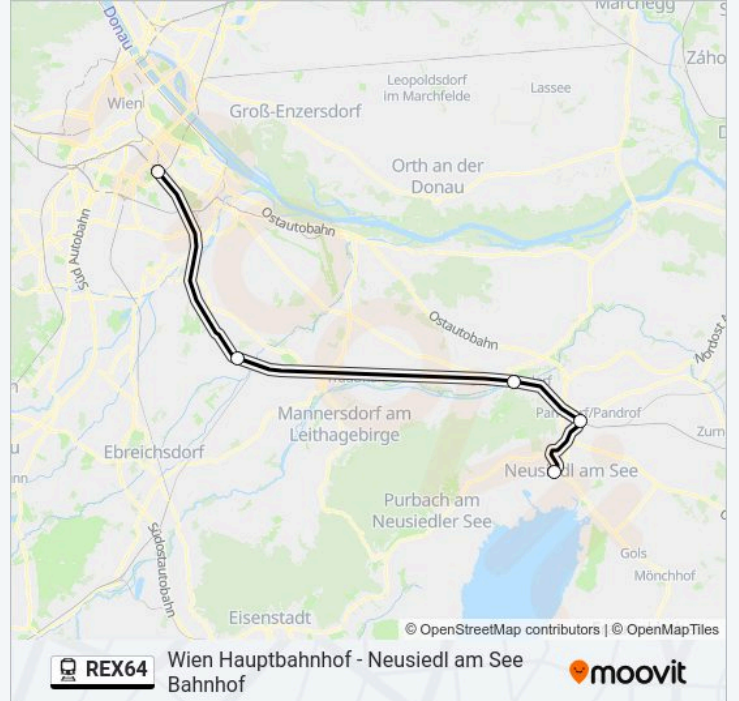 Marchegg
Donau
Záho
Leopoldsdorf
im Marchfelde
Lassee
Wien
Groß-Enzersdorf
Orth an der
Donau
Süd Autobahn
Ostautobahn
Ostautobahn
Nordost A
Mannersdorf am
Leithagebirge
Pandorf/Pandrof
Zurn
Ebreichsdorf
Neusiedl am See
Purbach am
Neusiedler See
Südostautobahn
Gols
Mönchhof
Eisenstadt
© OpenStreetMap contributors | © OpenMapTiles
REX64
Wien Hauptbahnhof - Neusiedl am See
Bahnhof
moovit